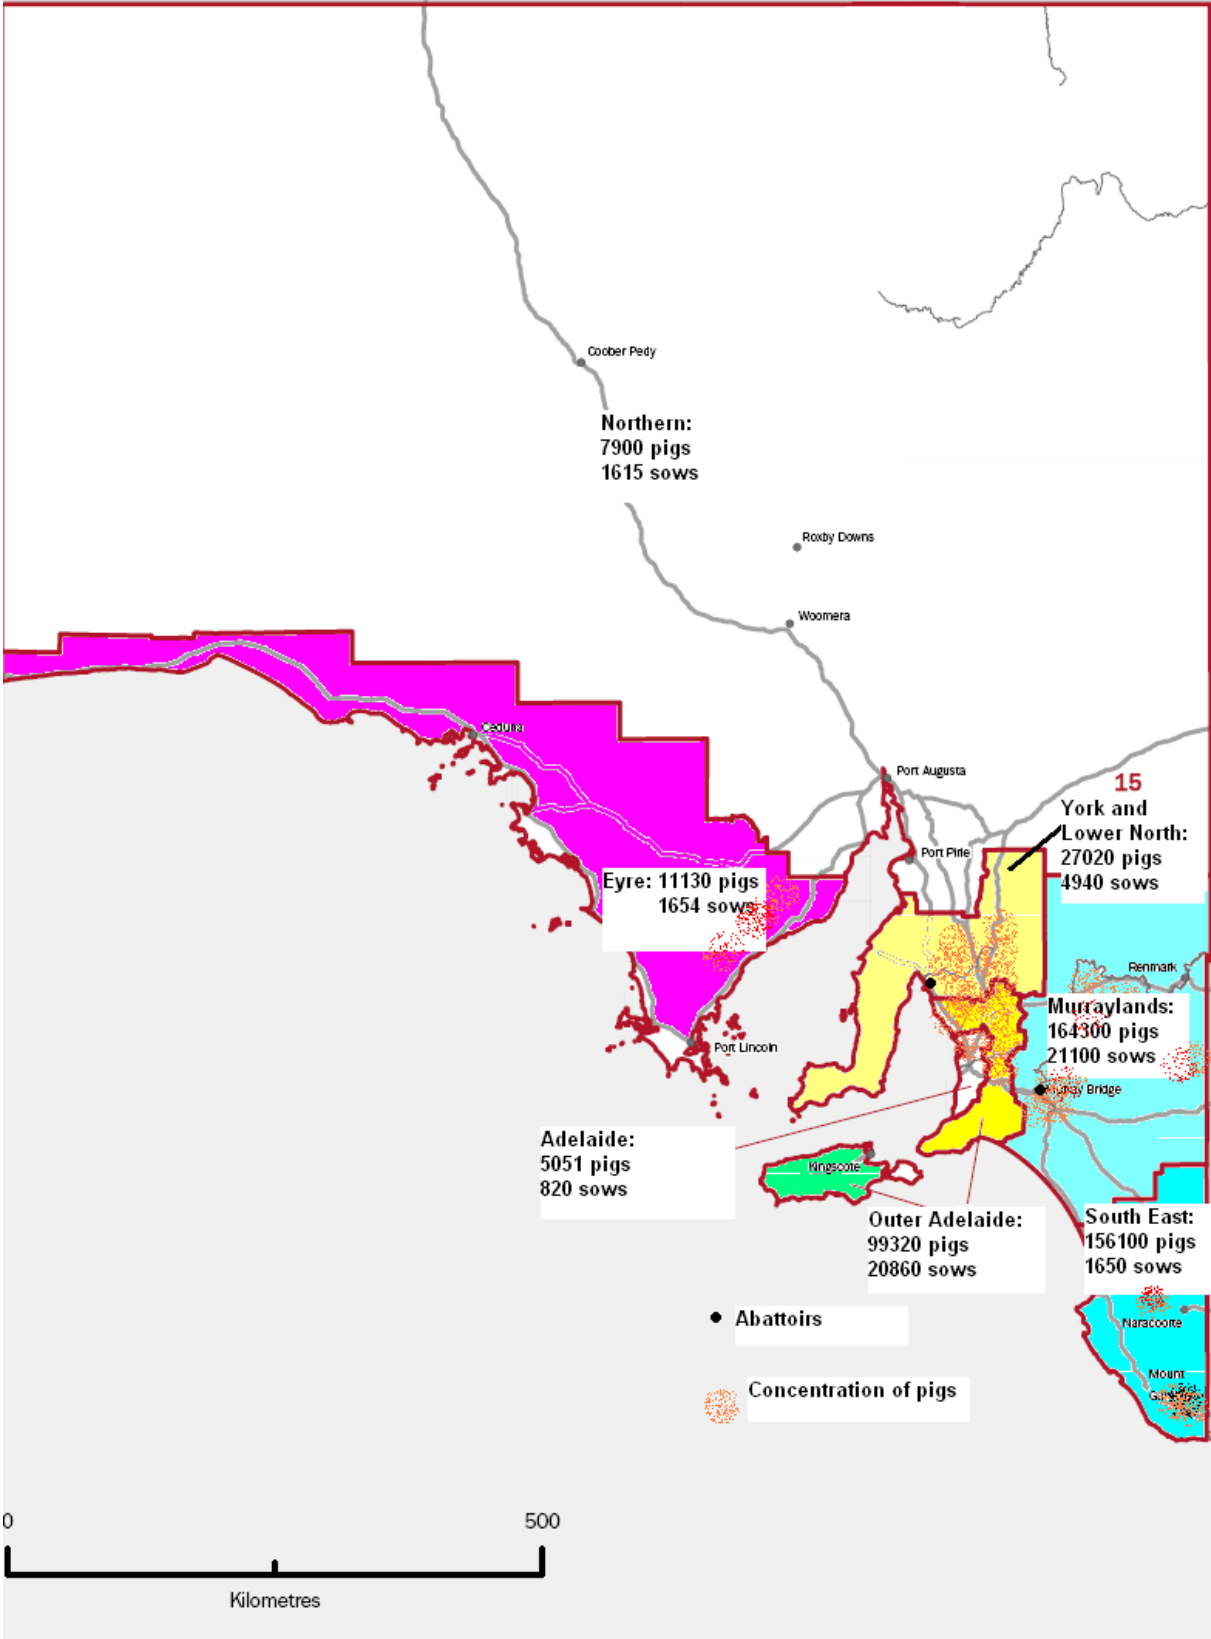 Coober Pedy
Northern:
7900 pigs
1615 sows
Roxby Downs
Woomera
Ceduna
Port Augusta
15
York and
Lower North:
27020 pigs
4940 sows
Port Pirie
Eyre: 11130 pigs
1654 sows
Renmark
Murraylands:
164300 pigs
21100 sows
Port Lincoln
Bridge
Adelaide:
5051 pigs
820 sows
Kingscote
Outer Adelaide:
99320 pigs
20860 sows
South East:
156100 pigs
1650 sows
Abattoirs
Naracoorte
Mount
Concentration of pigs
0
500
Kilometres